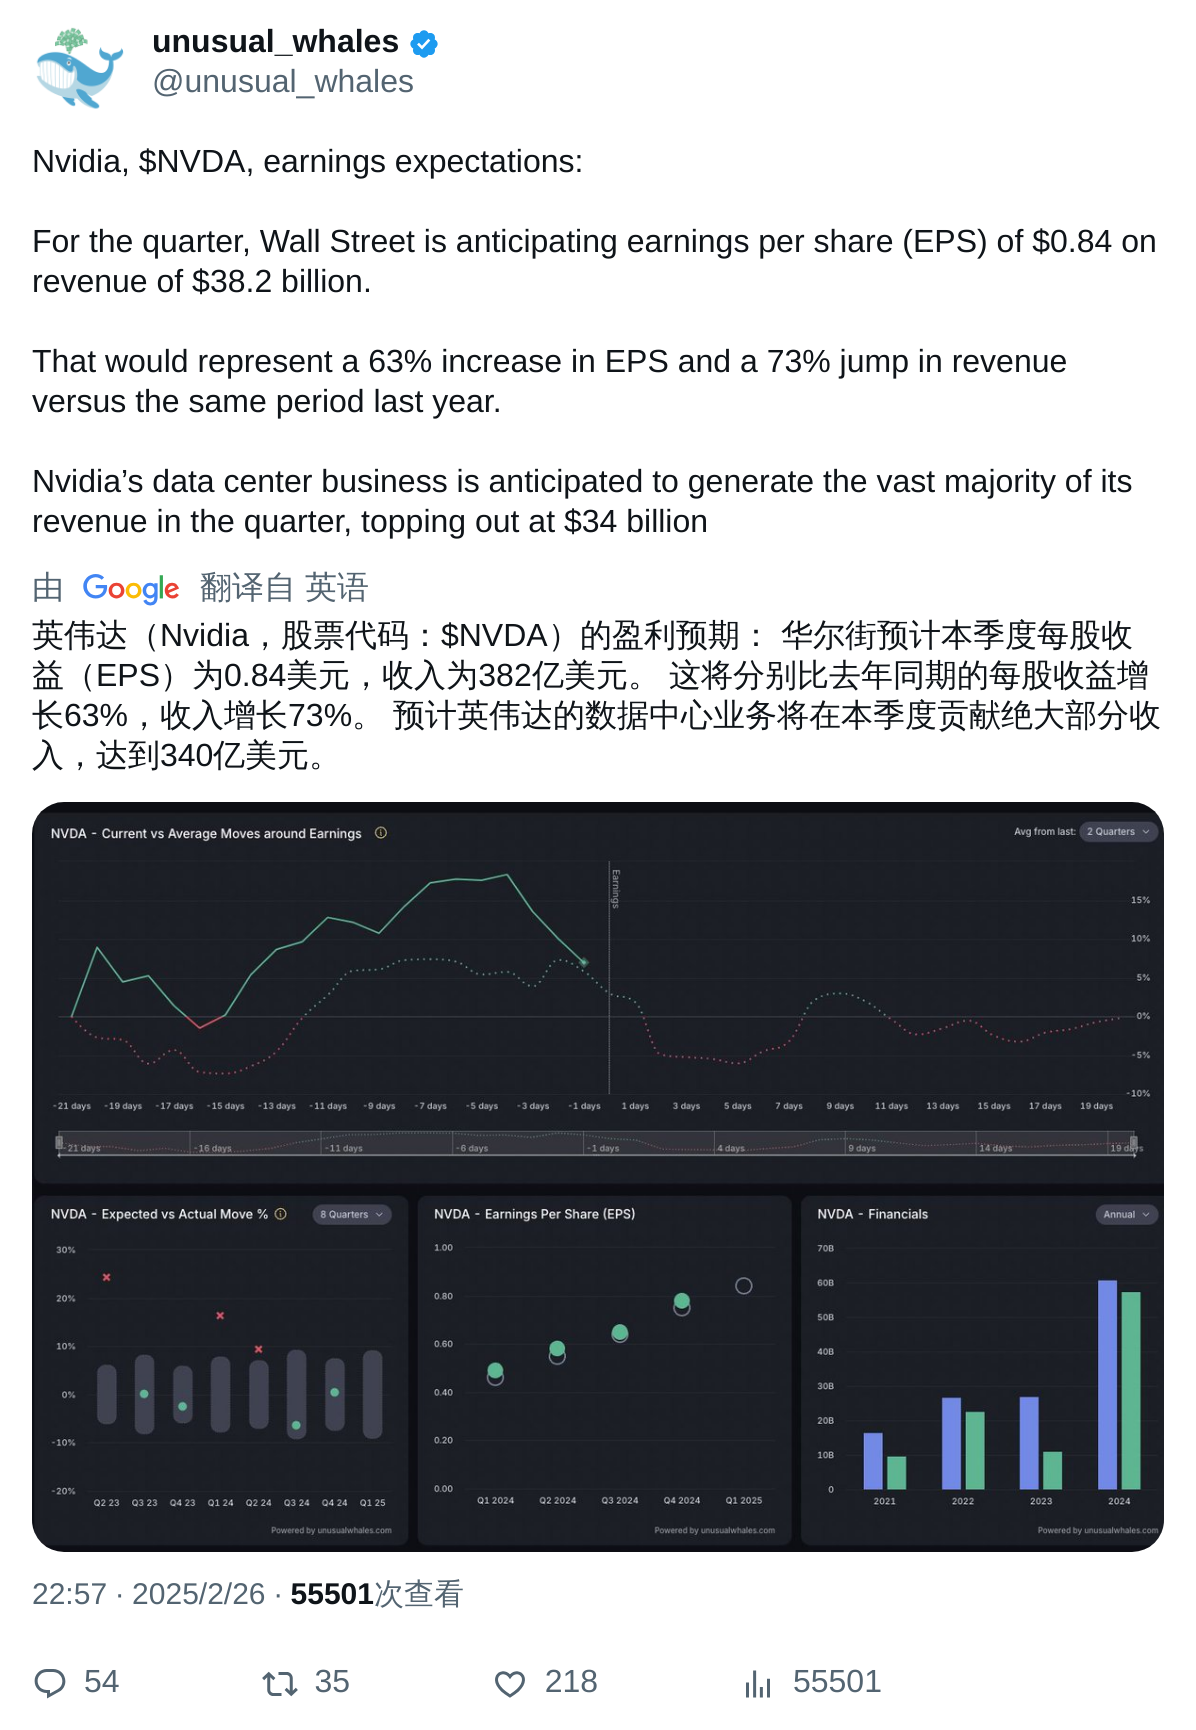 unusual_whales
@unusual_whales
Nvidia, $NVDA, earnings expectations:
For the quarter, Wall Street is anticipating earnings per share (EPS) of $0.84 on
revenue of $38.2 billion.
That would represent a 63% increase in EPS and a 73% jump in revenue
versus the same period last year.
Nvidia’s data center business is anticipated to generate the vast majority of its
revenue in the quarter, topping out at $34 billion
由 Google 翻译自 英语
英伟达（Nvidia，股票代码：$NVDA）的盈利预期： 华尔街预计本季度每股收
益（EPS）为0.84美元，收入为382亿美元。 这将分别比去年同期的每股收益增
长63%，收入增长73%。 预计英伟达的数据中心业务将在本季度贡献绝大部分收
入，达到340亿美元。
NVDA - Current vs Average Moves around Earnings
Avg from last: 2 Quarters
Earnings
15%
10%
5%
0%
-5%
-10%
-21 days -19 days -17 days -15 days -13 days -11 days -9 days -7 days -5 days -3 days -1 days 1 days 3 days 5 days 7 days 9 days 11 days 13 days 15 days 17 days 19 days
21 days -16 days -11 days -6 days -1 days 4 days 9 days 14 days 19 days
NVDA - Expected vs Actual Move %
8 Quarters
30%
20%
10%
0%
-10%
-20%
Q2 23 Q3 23 Q4 23 Q1 24 Q2 24 Q3 24 Q4 24 Q1 25
Powered by unusualwhales.com
NVDA - Earnings Per Share (EPS)
1.00
0.80
0.60
0.40
0.20
0.00
Q1 2024 Q2 2024 Q3 2024 Q4 2024 Q1 2025
Powered by unusualwhales.com
NVDA - Financials
Annual
70B
60B
50B
40B
30B
20B
10B
0
2021 2022 2023 2024
Powered by unusualwhales.com
22:57 · 2025/2/26 · 55501次查看
54 35 218 55501